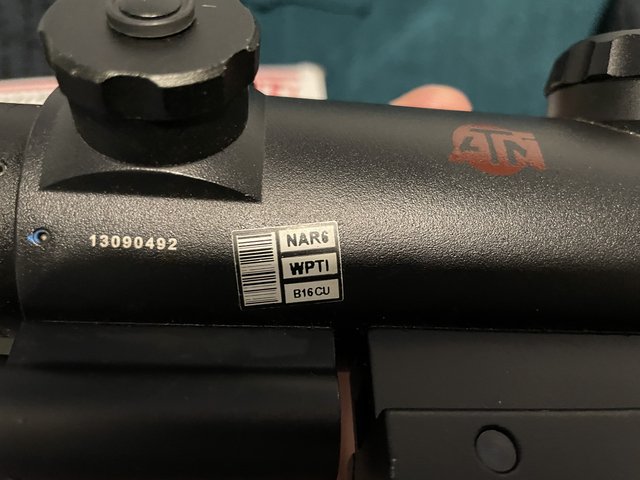 ATN
13090492
NAR6
WPTI
B16CU